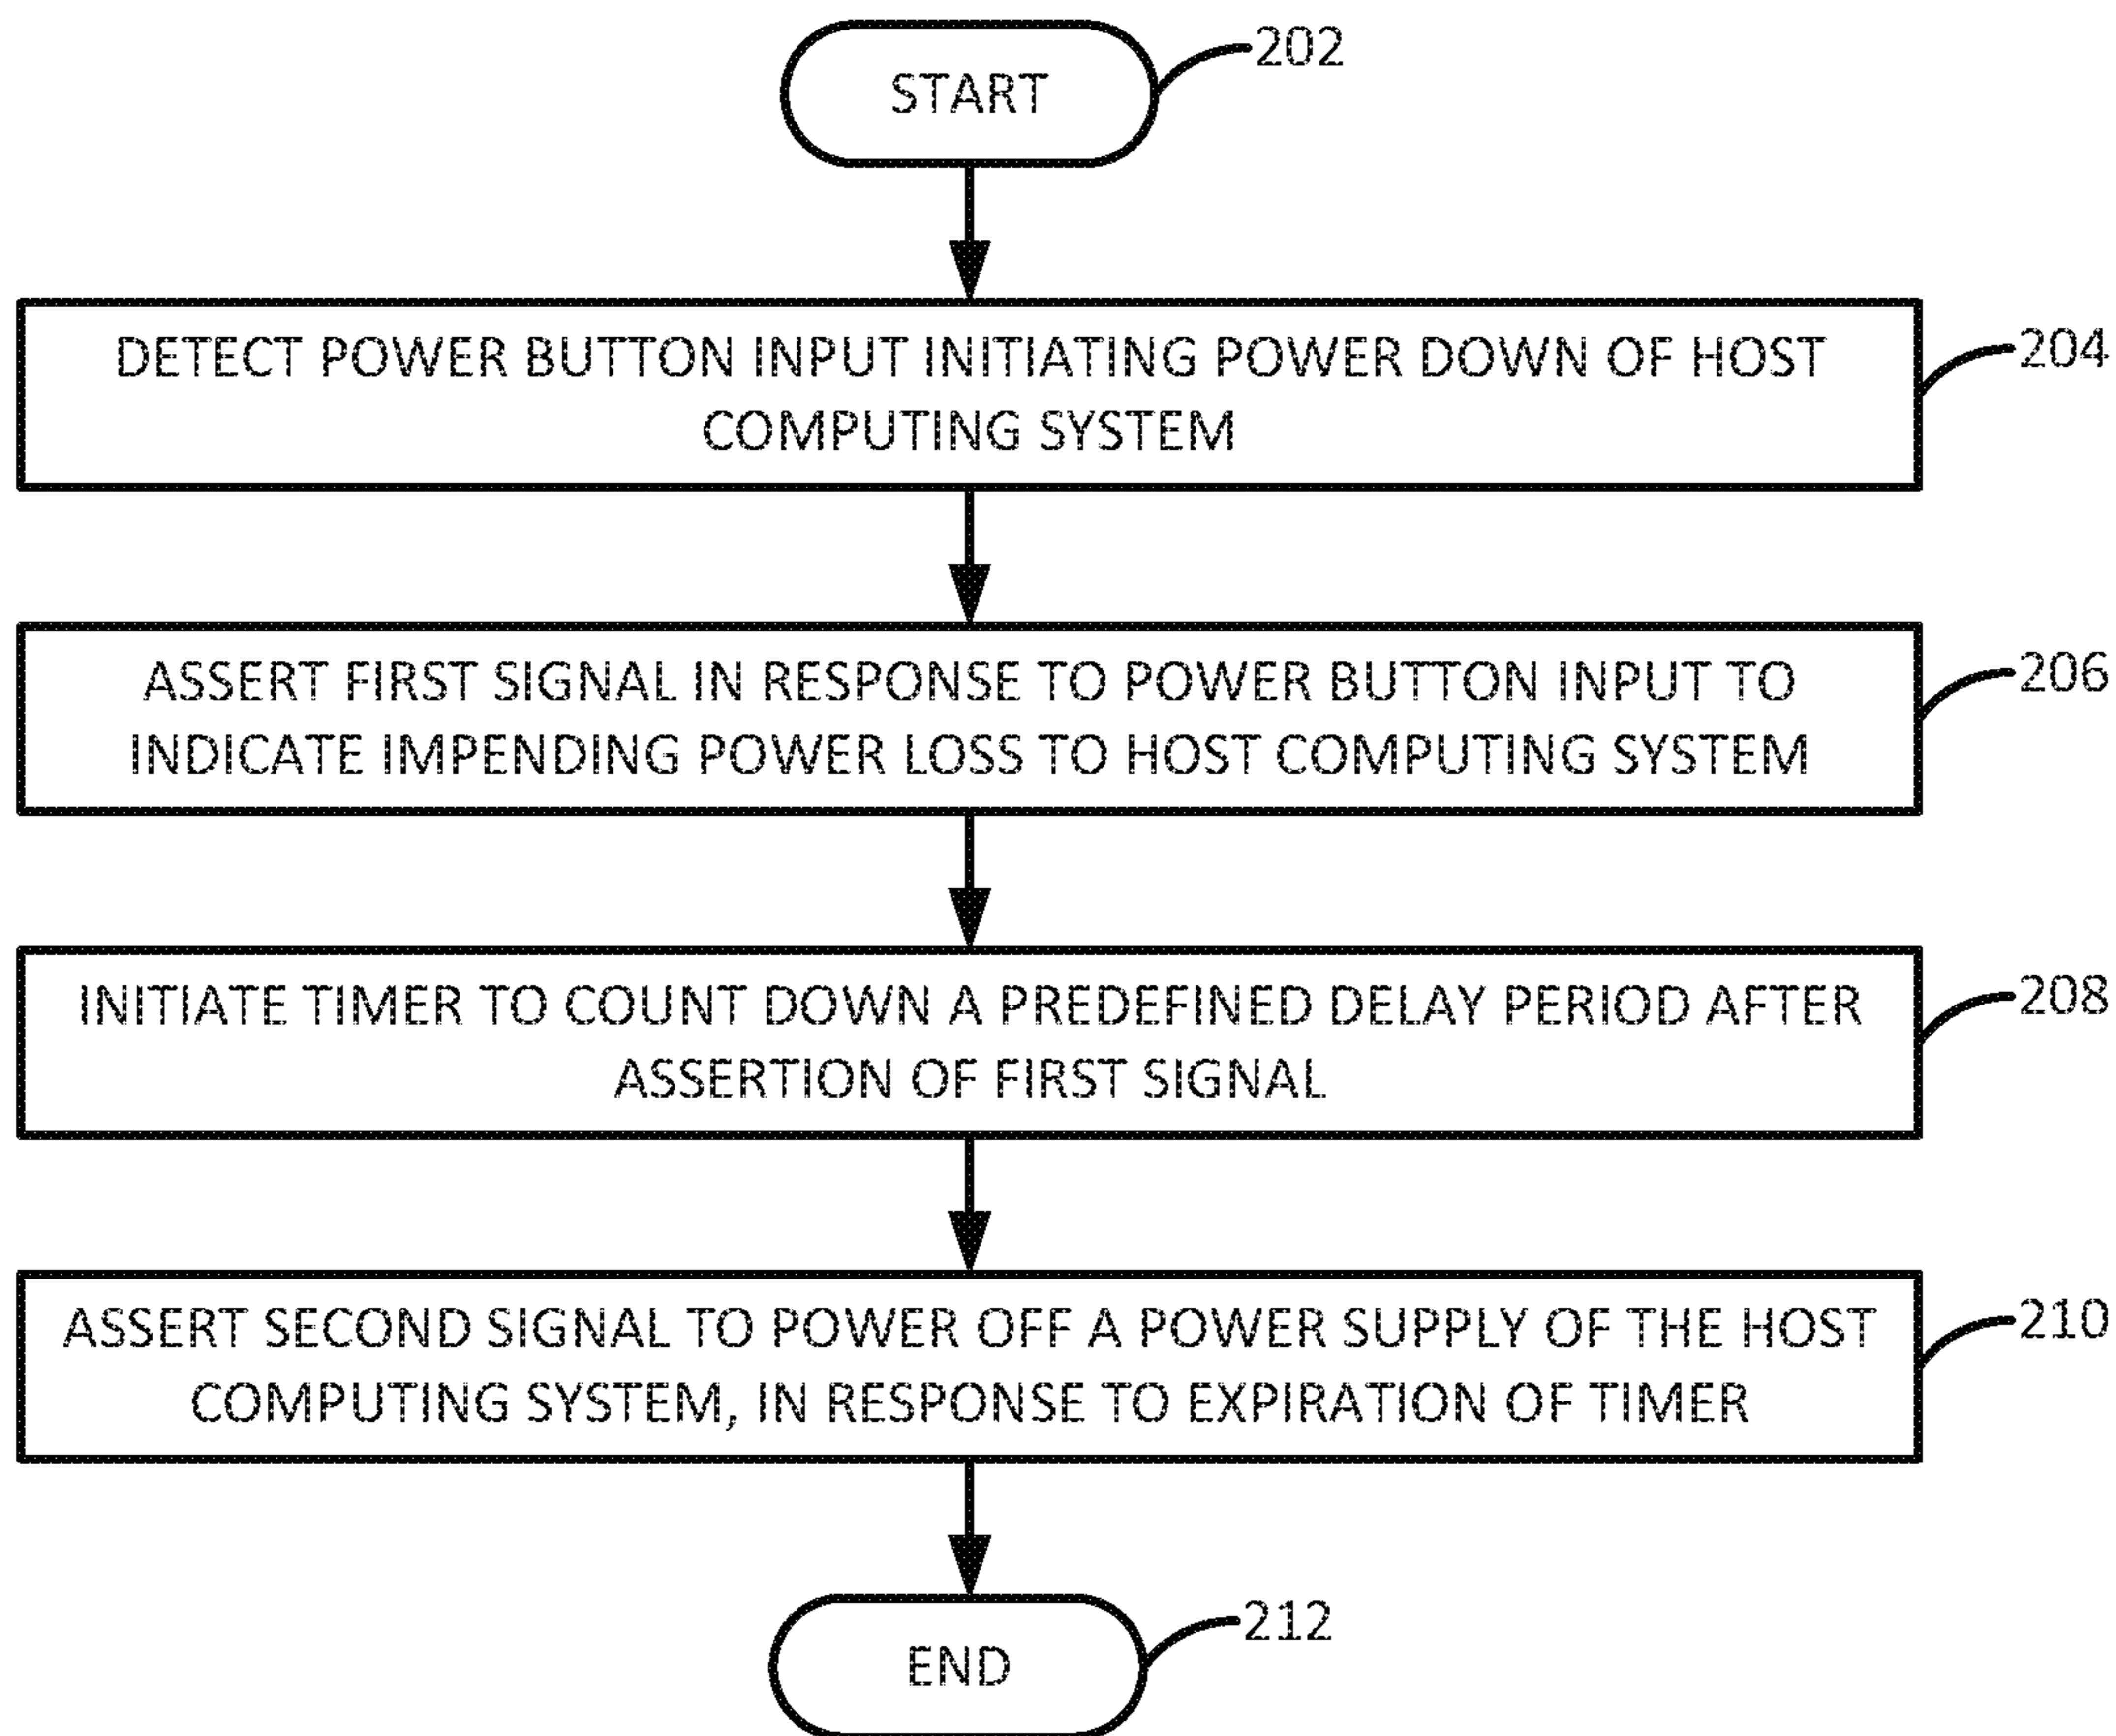 START
202
DETECT POWER BUTTON INPUT INITIATING POWER DOWN OF HOST
COMPUTING SYSTEM
204
ASSERT FIRST SIGNAL IN RESPONSE TO POWER BUTTON INPUT TO
INDICATE IMPENDING POWER LOSS TO HOST COMPUTING SYSTEM
206
INITIATE TIMER TO COUNT DOWN A PREDEFINED DELAY PERIOD AFTER
ASSERTION OF FIRST SIGNAL
208
ASSERT SECOND SIGNAL TO POWER OFF A POWER SUPPLY OF THE HOST
COMPUTING SYSTEM, IN RESPONSE TO EXPIRATION OF TIMER
210
END
212